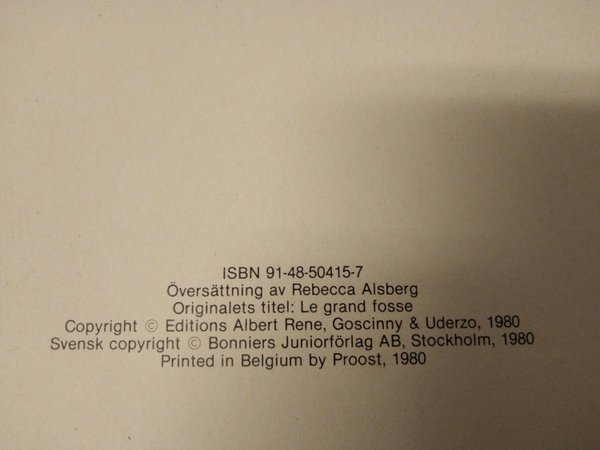 ISBN 91-48-50415-7
Översättning av Rebecca Alsberg
Originalets titel: Le grand fosse
Copyright © Editions Albert Rene, Goscinny & Uderzo, 1980
Svensk copyright © Bonniers Juniorförlag AB, Stockholm, 1980
Printed in Belgium by Proost, 1980